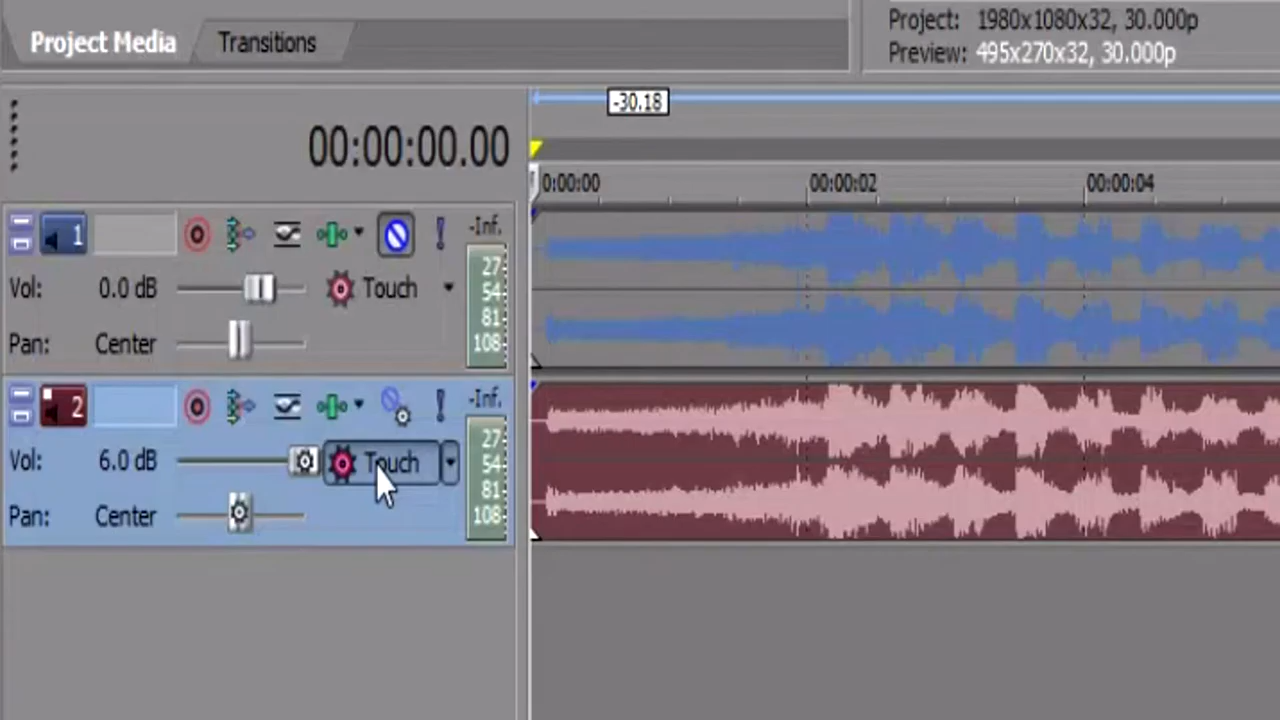 Project Media
Transitions
Project: 1980x1080x32, 30.000p
Preview: 495x270x32, 30.000p
-30.18
00:00:00.00
0:00:00
00:00:02
00:00:04
1
-Inf.
Vol: 0.0 dB
Touch
27
54
81
108
Pan: Center
2
-Inf.
Vol: 6.0 dB
Touch
27
54
81
108
Pan: Center